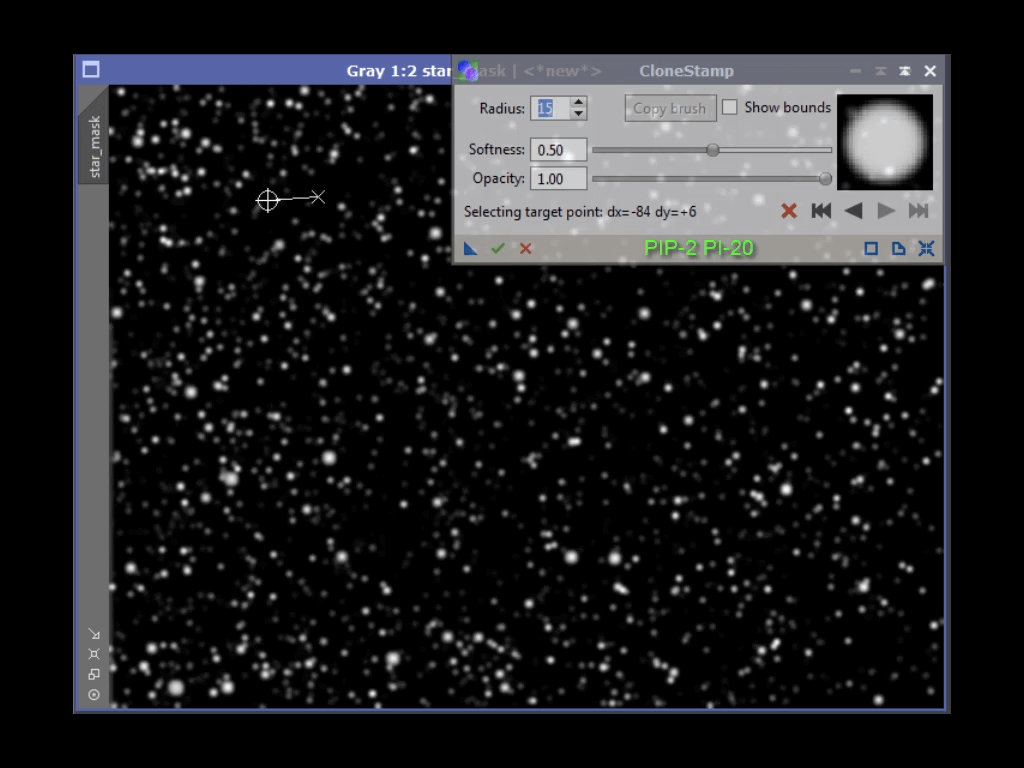 Gray 1:2 star_mask | <*new*>
CloneStamp
star_mask
Radius: 15
Copy brush
Show bounds
Softness: 0.50
Opacity: 1.00
Selecting target point: dx=-84 dy=+6
PIP-2 PI-20